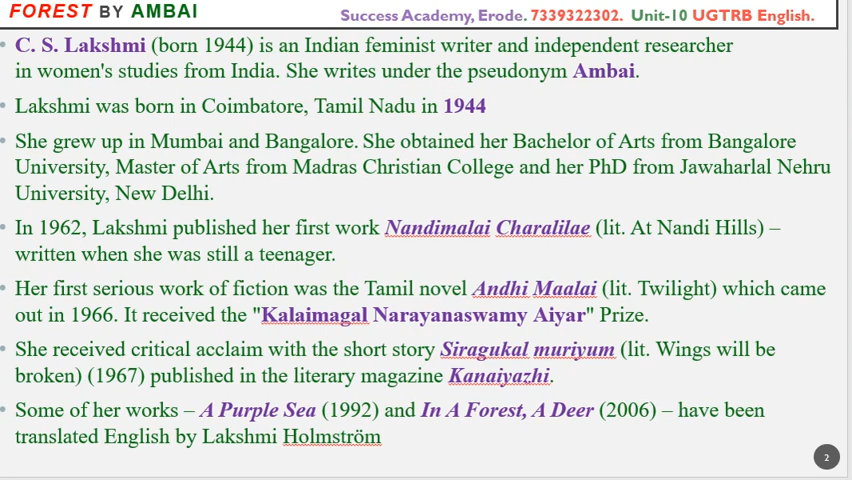 FOREST BY AMBAI
Success Academy, Erode. 7339322302. Unit-10 UGTRB English.
• C. S. Lakshmi (born 1944) is an Indian feminist writer and independent researcher
in women's studies from India. She writes under the pseudonym Ambai.
• Lakshmi was born in Coimbatore, Tamil Nadu in 1944
• She grew up in Mumbai and Bangalore. She obtained her Bachelor of Arts from Bangalore
University, Master of Arts from Madras Christian College and her PhD from Jawaharlal Nehru
University, New Delhi.
• In 1962, Lakshmi published her first work Nandimalai Charalilae (lit. At Nandi Hills) –
written when she was still a teenager.
• Her first serious work of fiction was the Tamil novel Andhi Maalai (lit. Twilight) which came
out in 1966. It received the "Kalaimagal Narayanaswamy Aiyar" Prize.
• She received critical acclaim with the short story Siragukal muriyum (lit. Wings will be
broken) (1967) published in the literary magazine Kanaiyazhi.
• Some of her works – A Purple Sea (1992) and In A Forest, A Deer (2006) – have been
translated English by Lakshmi Holmström
2